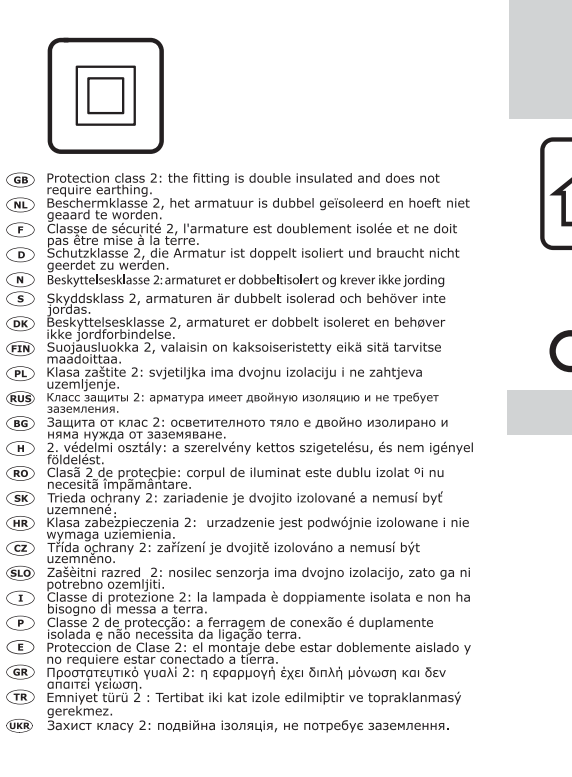 GB Protection class 2: the fitting is double insulated and does not
require earthing.
NL Beschermklasse 2, het armatuur is dubbel geïsoleerd en hoeft niet
geaard te worden.
F Classe de sécurité 2, l'armature est doublement isolée et ne doit
pas être mise à la terre.
D Schutzklasse 2, die Armatur ist doppelt isoliert und braucht nicht
geerdet zu werden.
N Beskyttelsesklasse 2: armaturet er dobbeltisolert og krever ikke jording
S Skyddsklass 2, armaturen är dubbelt isolerad och behöver inte
jordas.
DK Beskyttelsesklasse 2, armaturet er dobbelt isoleret en behøver
ikke jordforbindelse.
FIN Suojausluokka 2, valaisin on kaksoiseristetty eikä sitä tarvitse
maadoittaa.
PL Klasa zaštite 2: svjetiljka ima dvojnu izolaciju i ne zahtjeva
uzemljenje.
RUS Класс защиты 2: арматура имеет двойную изоляцию и не требует
заземления.
BG Защита от клас 2: осветителното тяло е двойно изолирано и
няма нужда от заземяване.
H 2. védelmi osztály: a szerelvény kettos szigetelésu, és nem igényel
földelést.
RO Clasã 2 de protecþie: corpul de iluminat este dublu izolat ºi nu
necesitã împãmântare.
SK Trieda ochrany 2: zariadenie je dvojito izolované a nemusí byť
uzemnené.
HR Klasa zabezpieczenia 2: urzadzenie jest podwójnie izolowane i nie
wymaga uziemienia.
CZ Třída ochrany 2: zařízení je dvojitě izolováno a nemusí být
uzemněno.
SLO Zašèitni razred 2: nosilec senzorja ima dvojno izolacijo, zato ga ni
potrebno ozemljiti.
I Classe di protezione 2: la lampada è doppiamente isolata e non ha
bisogno di messa a terra.
P Classe 2 de protecção: a ferragem de conexão é duplamente
isolada e não necessita da ligação terra.
E Proteccion de Clase 2: el montaje debe estar doblemente aislado y
no requiere estar conectado a tierra.
GR Προστατευτικό γυαλί 2: η εφαρμογή έχει διπλή μόνωση και δεν
απαιτεί γείωση.
TR Emniyet türü 2 : Tertibat iki kat izole edilmiþtir ve topraklanmasý
gerekmez.
UKR Захист класу 2: подвійна ізоляція, не потребує заземлення.